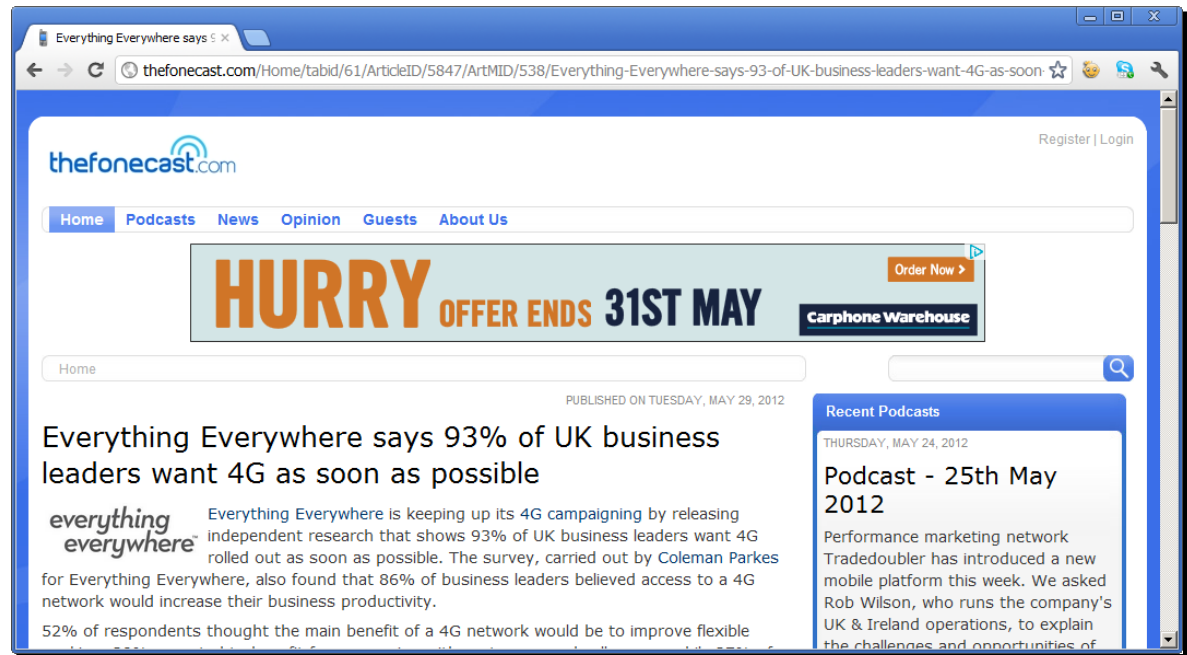 Everything Everywhere says 9
thefonecast.com/Home/tabid/61/ArticleID/5847/ArtMID/538/Everything-Everywhere-says-93-of-UK-business-leaders-want-4G-as-soon-
Register | Login
thefonecast.com
Home Podcasts News Opinion Guests About Us
HURRY OFFER ENDS 31ST MAY
Order Now >
Carphone Warehouse
Home
PUBLISHED ON TUESDAY, MAY 29, 2012
Everything Everywhere says 93% of UK business
leaders want 4G as soon as possible
everything
everywhere
Everything Everywhere is keeping up its 4G campaigning by releasing
independent research that shows 93% of UK business leaders want 4G
rolled out as soon as possible. The survey, carried out by Coleman Parkes
for Everything Everywhere, also found that 86% of business leaders believed access to a 4G
network would increase their business productivity.
52% of respondents thought the main benefit of a 4G network would be to improve flexible
Recent Podcasts
THURSDAY, MAY 24, 2012
Podcast - 25th May
2012
Performance marketing network
Tradedoubler has introduced a new
mobile platform this week. We asked
Rob Wilson, who runs the company's
UK & Ireland operations, to explain
the challenges and opportunities of